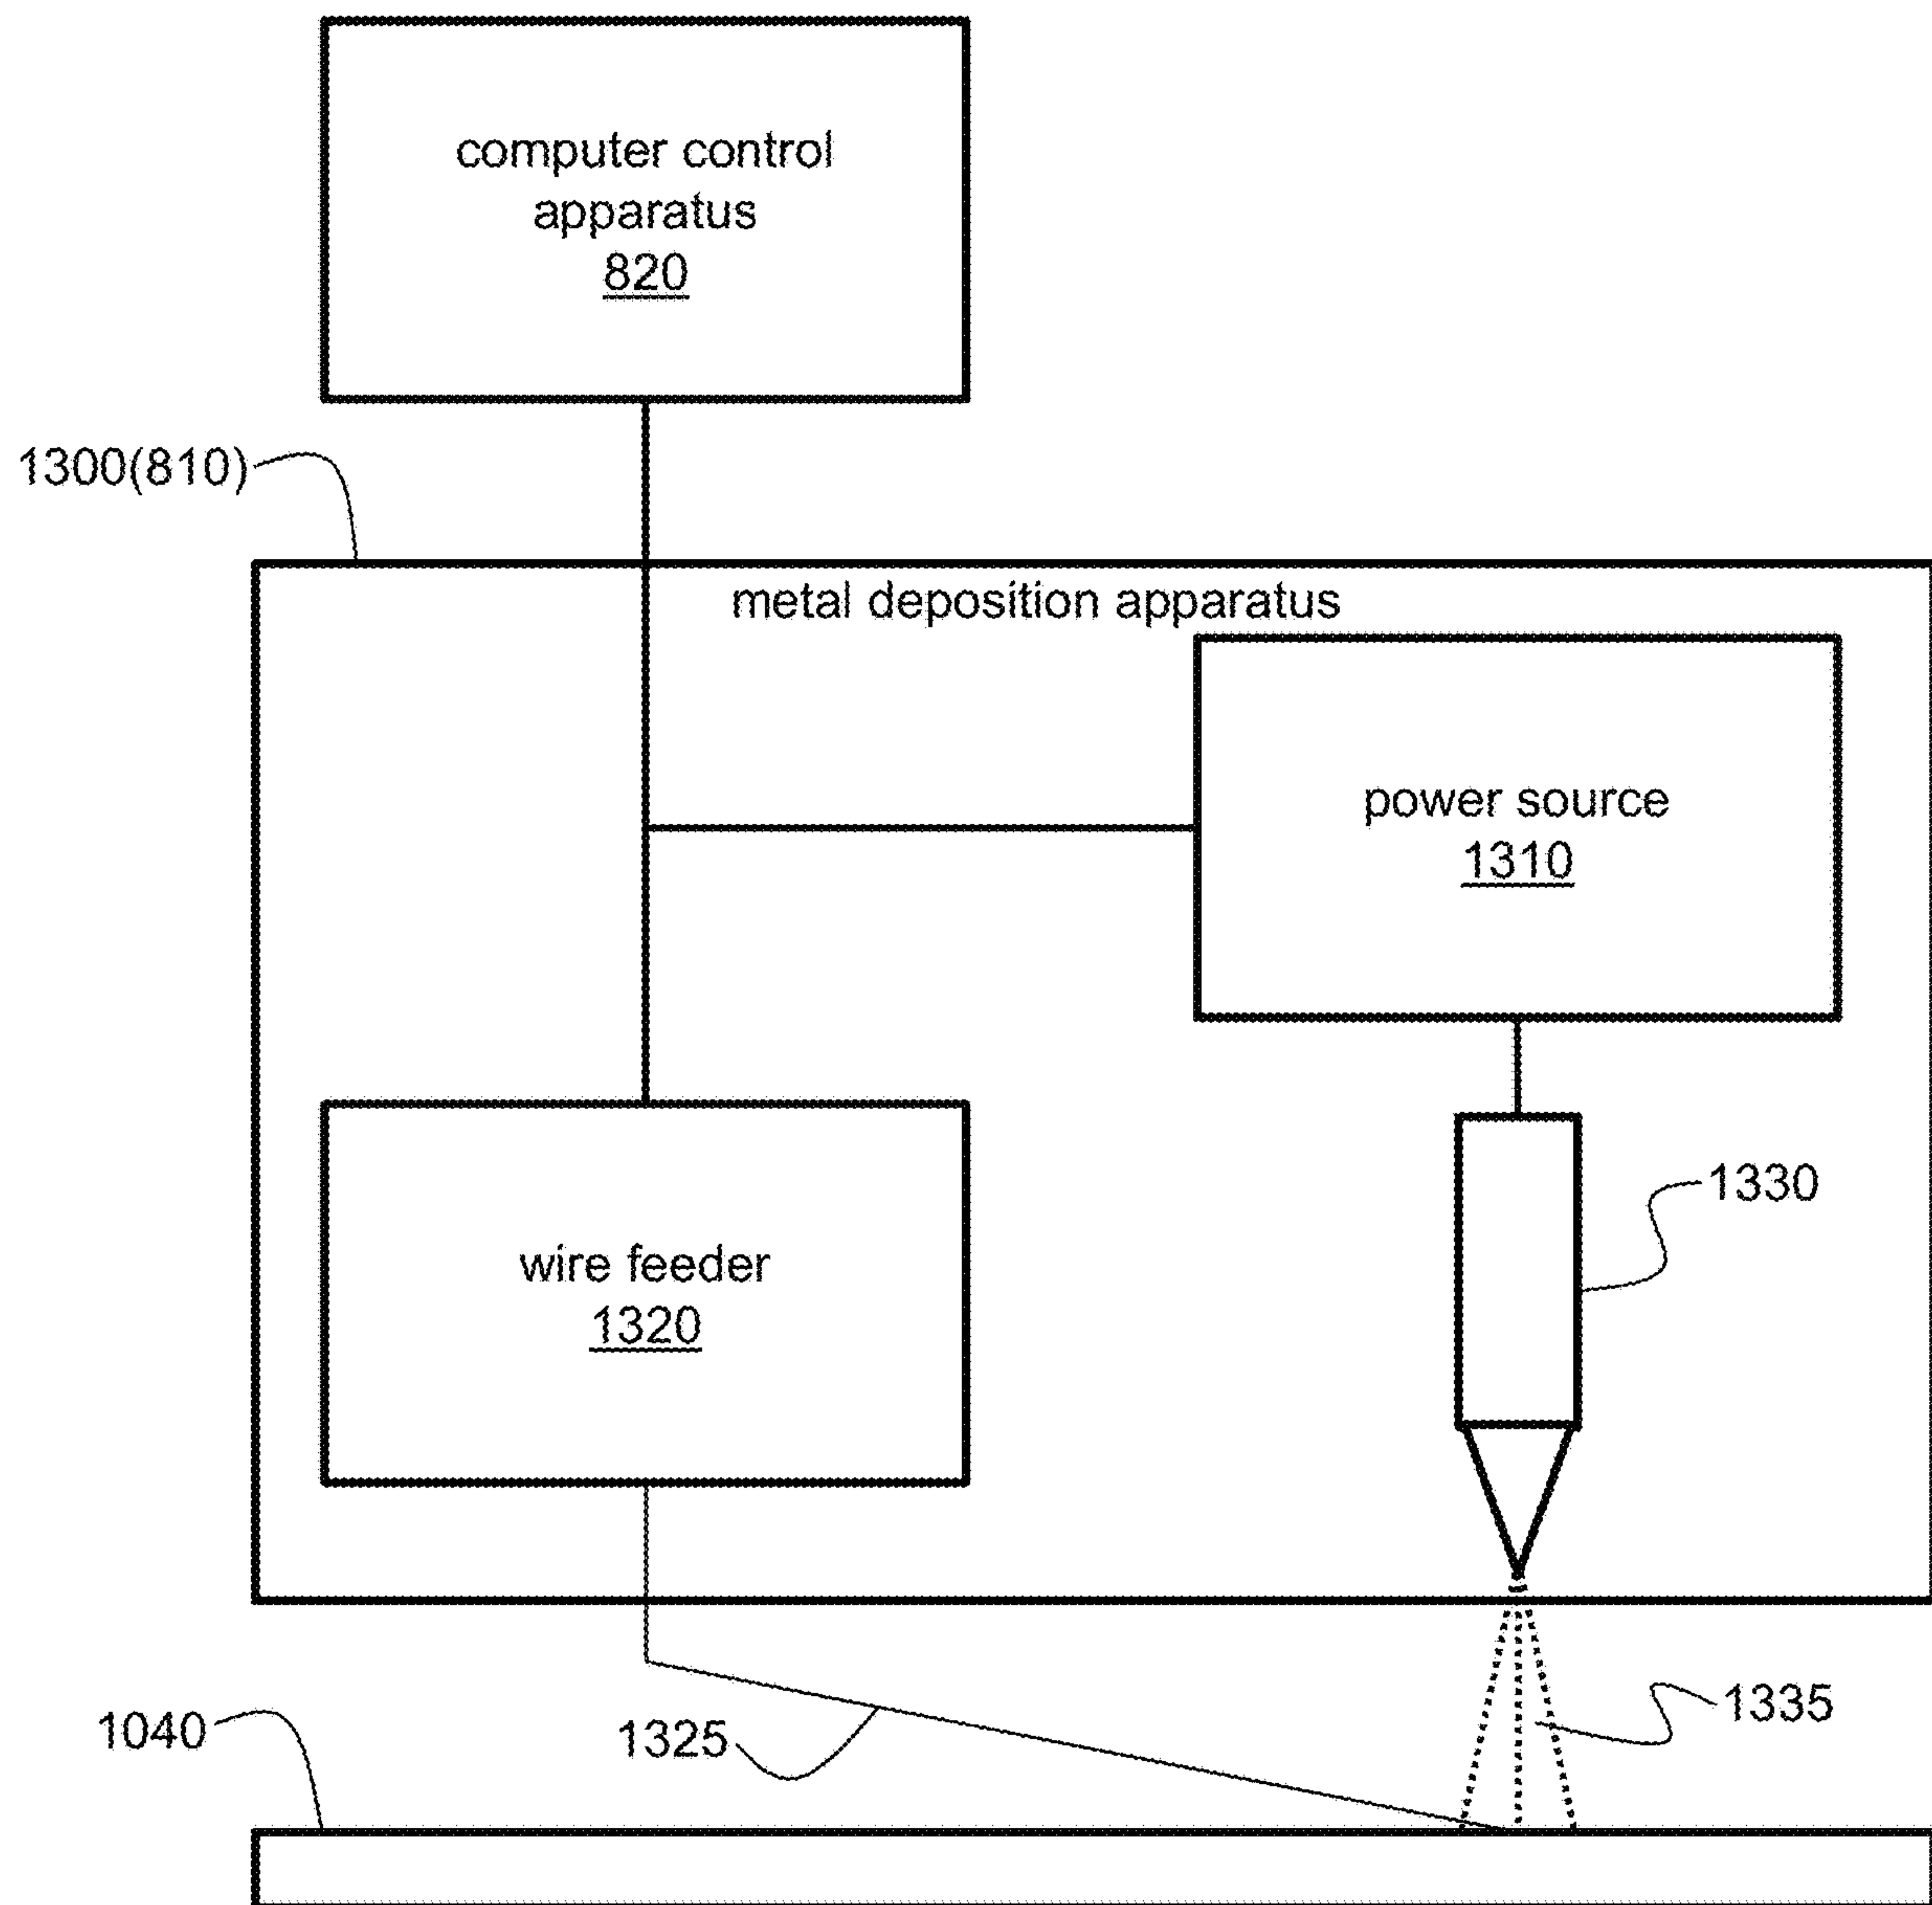 computer control
apparatus
820
1300(810)
metal deposition apparatus
power source
1310
1330
wire feeder
1320
1335
1040
1325